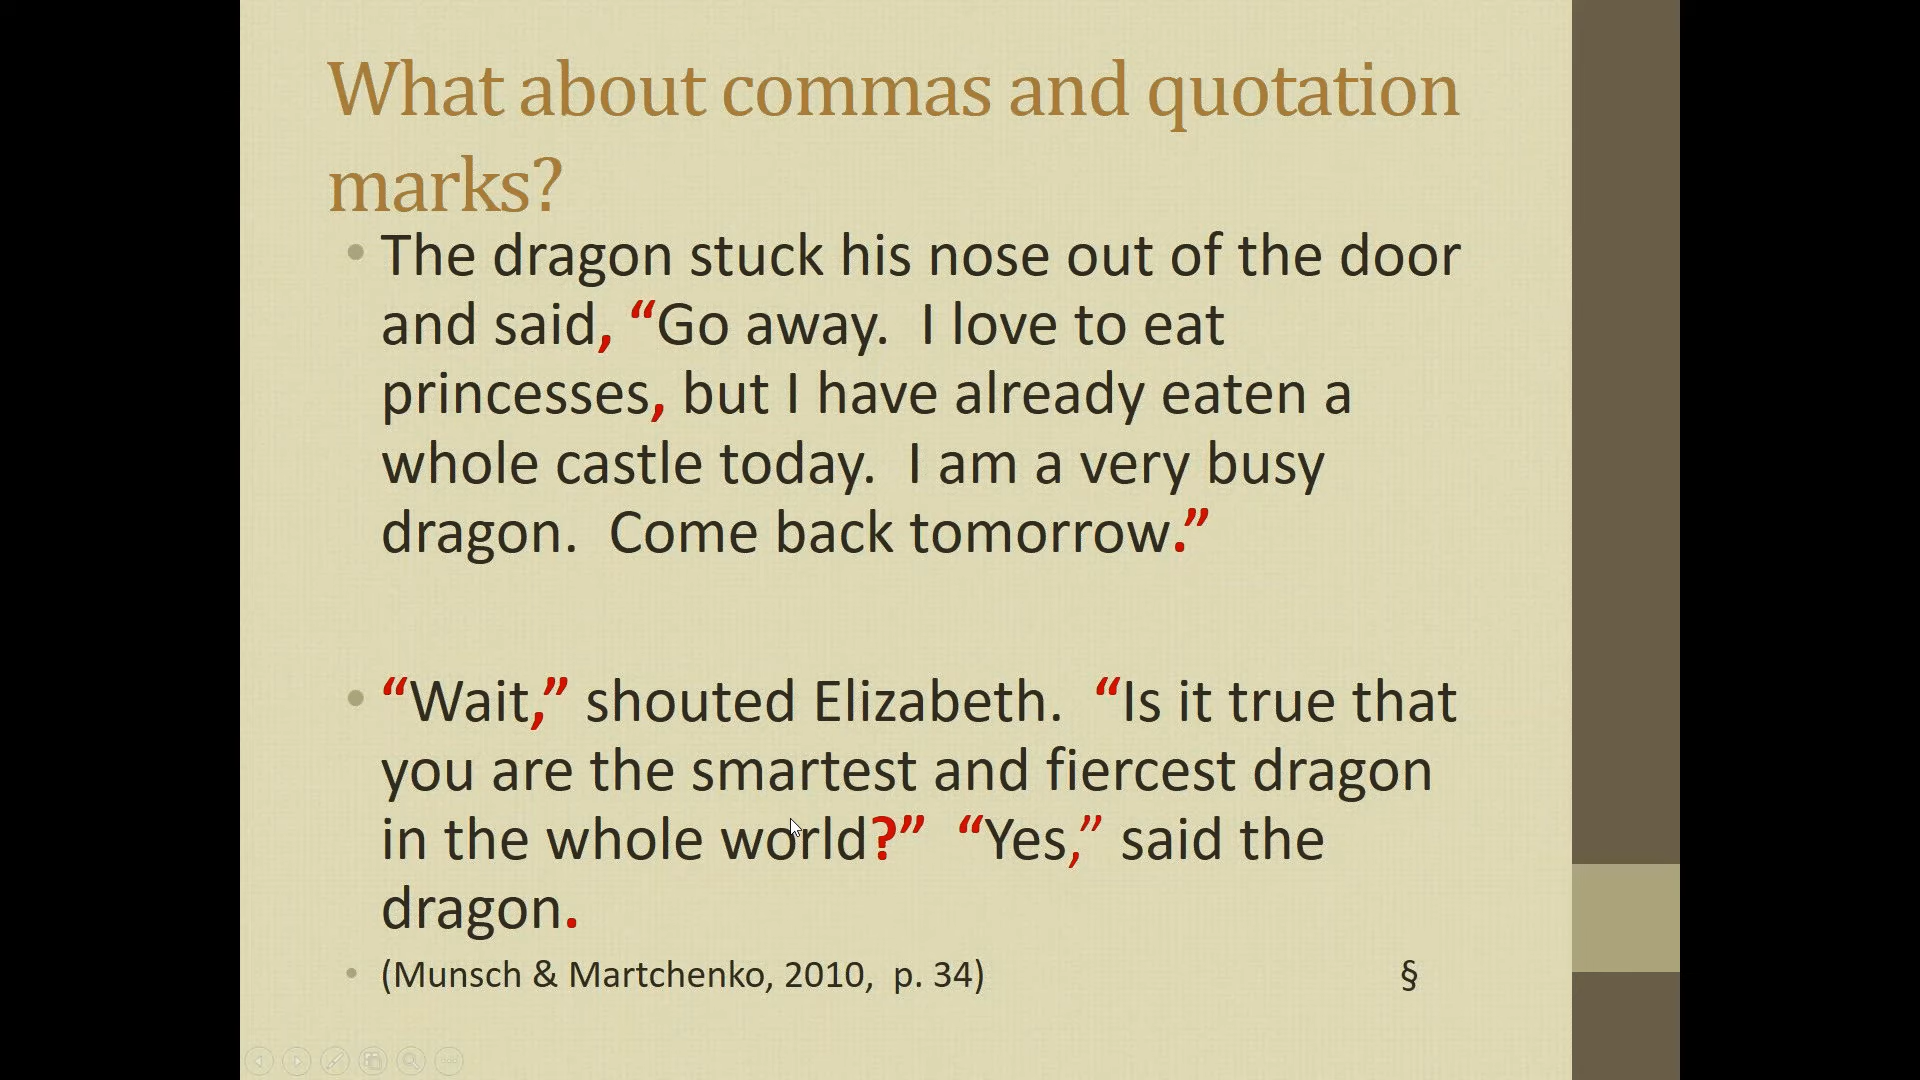 What about commas and quotation
marks?
• The dragon stuck his nose out of the door
and said, “Go away.  I love to eat
princesses, but I have already eaten a
whole castle today.  I am a very busy
dragon.  Come back tomorrow.”
• “Wait,” shouted Elizabeth.  “Is it true that
you are the smartest and fiercest dragon
in the whole world?”  “Yes,” said the
dragon.
• (Munsch & Martchenko, 2010,  p. 34) §